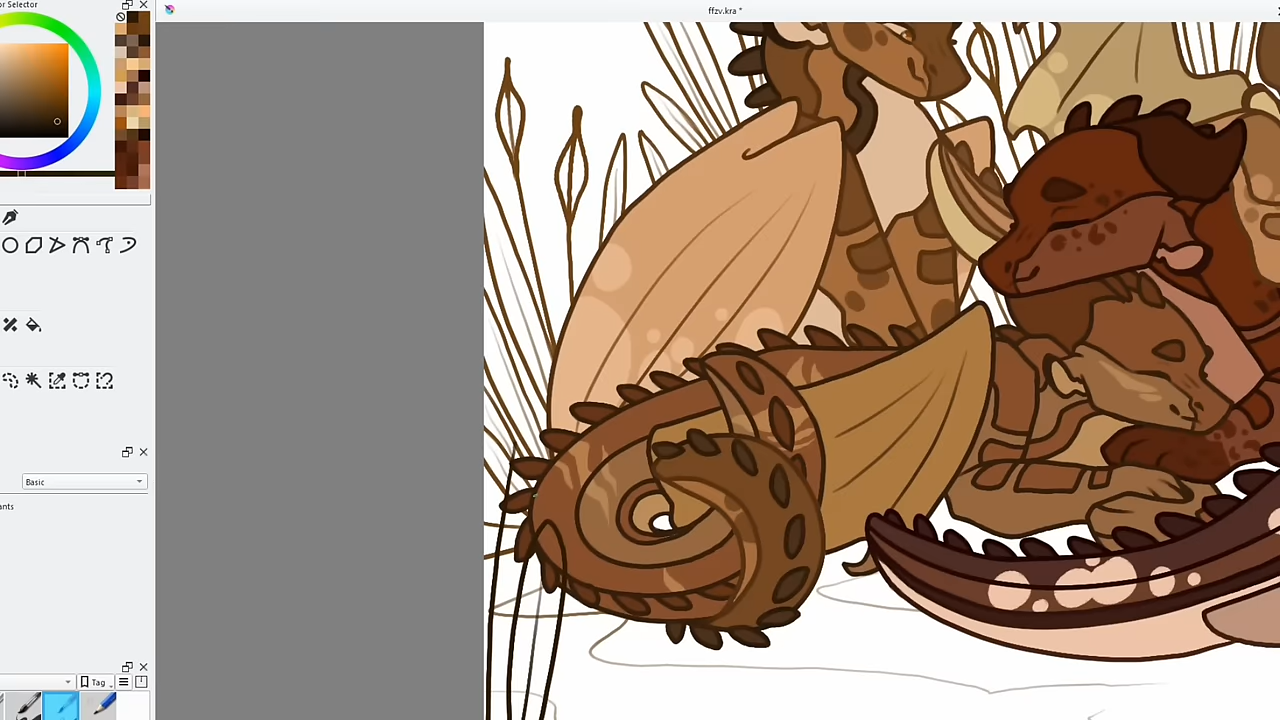 or Selector
ffzv.kra *
Basic
ants
Tag